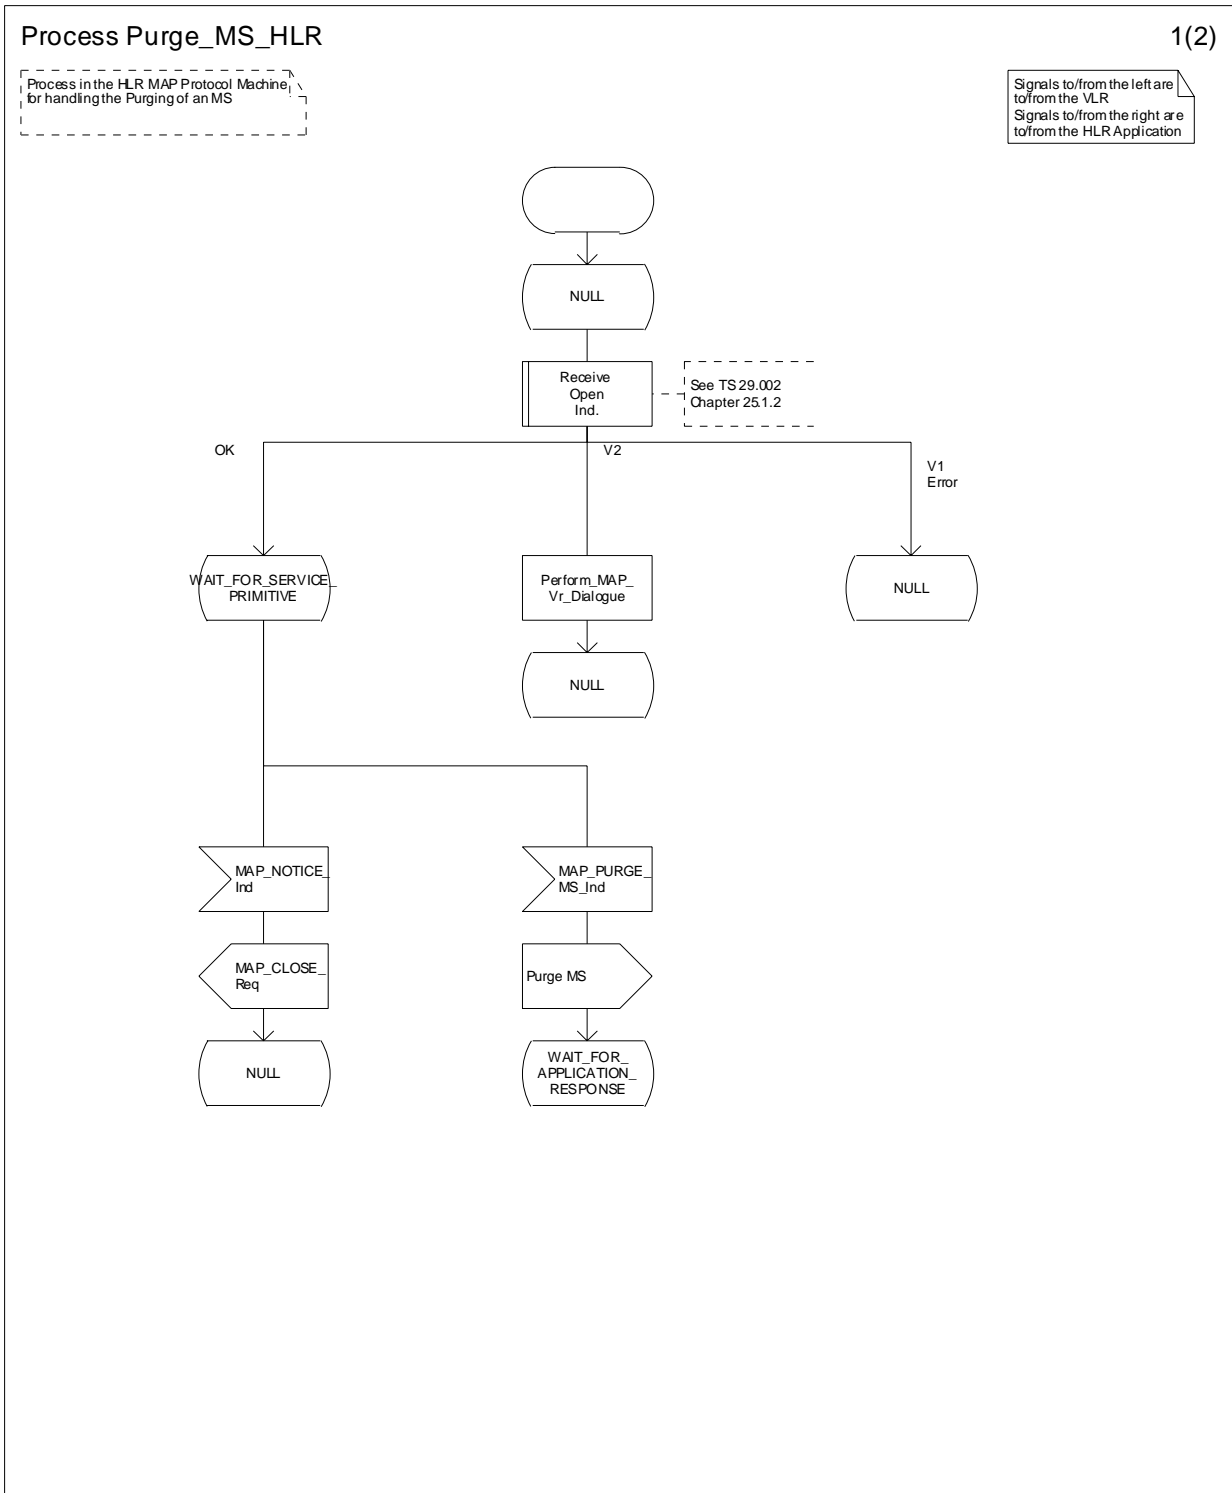 Process Purge_MS_HLR
1(2)
Process in the HLR MAP Protocol Machine
for handling the Purging of an MS
Signals to/from the left are
to/from the VLR
Signals to/from the right are
to/from the HLR Application
NULL
Receive
Open
Ind.
See TS 29.002
Chapter 25.1.2
OK
V2
V1
Error
WAIT_FOR_SERVICE_
PRIMITIVE
Perform_MAP_
Vr_Dialogue
NULL
NULL
MAP_NOTICE_
Ind
MAP_PURGE_
MS_Ind
MAP_CLOSE_
Req
Purge MS
NULL
WAIT_FOR_
APPLICATION_
RESPONSE